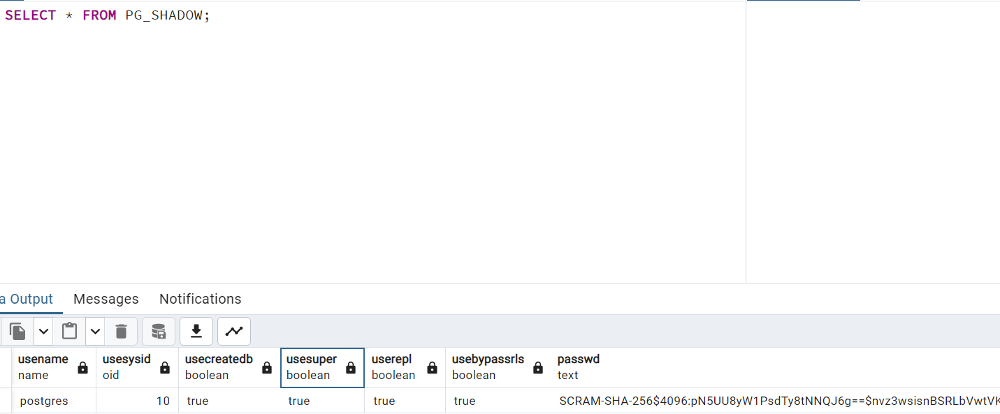 SELECT * FROM PG_SHADOW;
a Output Messages Notifications
usename usesysid usecreatedb usesuper userepl usebypassrls passwd
name oid boolean boolean boolean boolean text
postgres 10 true true true true SCRAM-SHA-256$4096:pN5UU8yW1PsdTy8tNNQJ6g==$nvz3wsisnBSRLbVwtVK